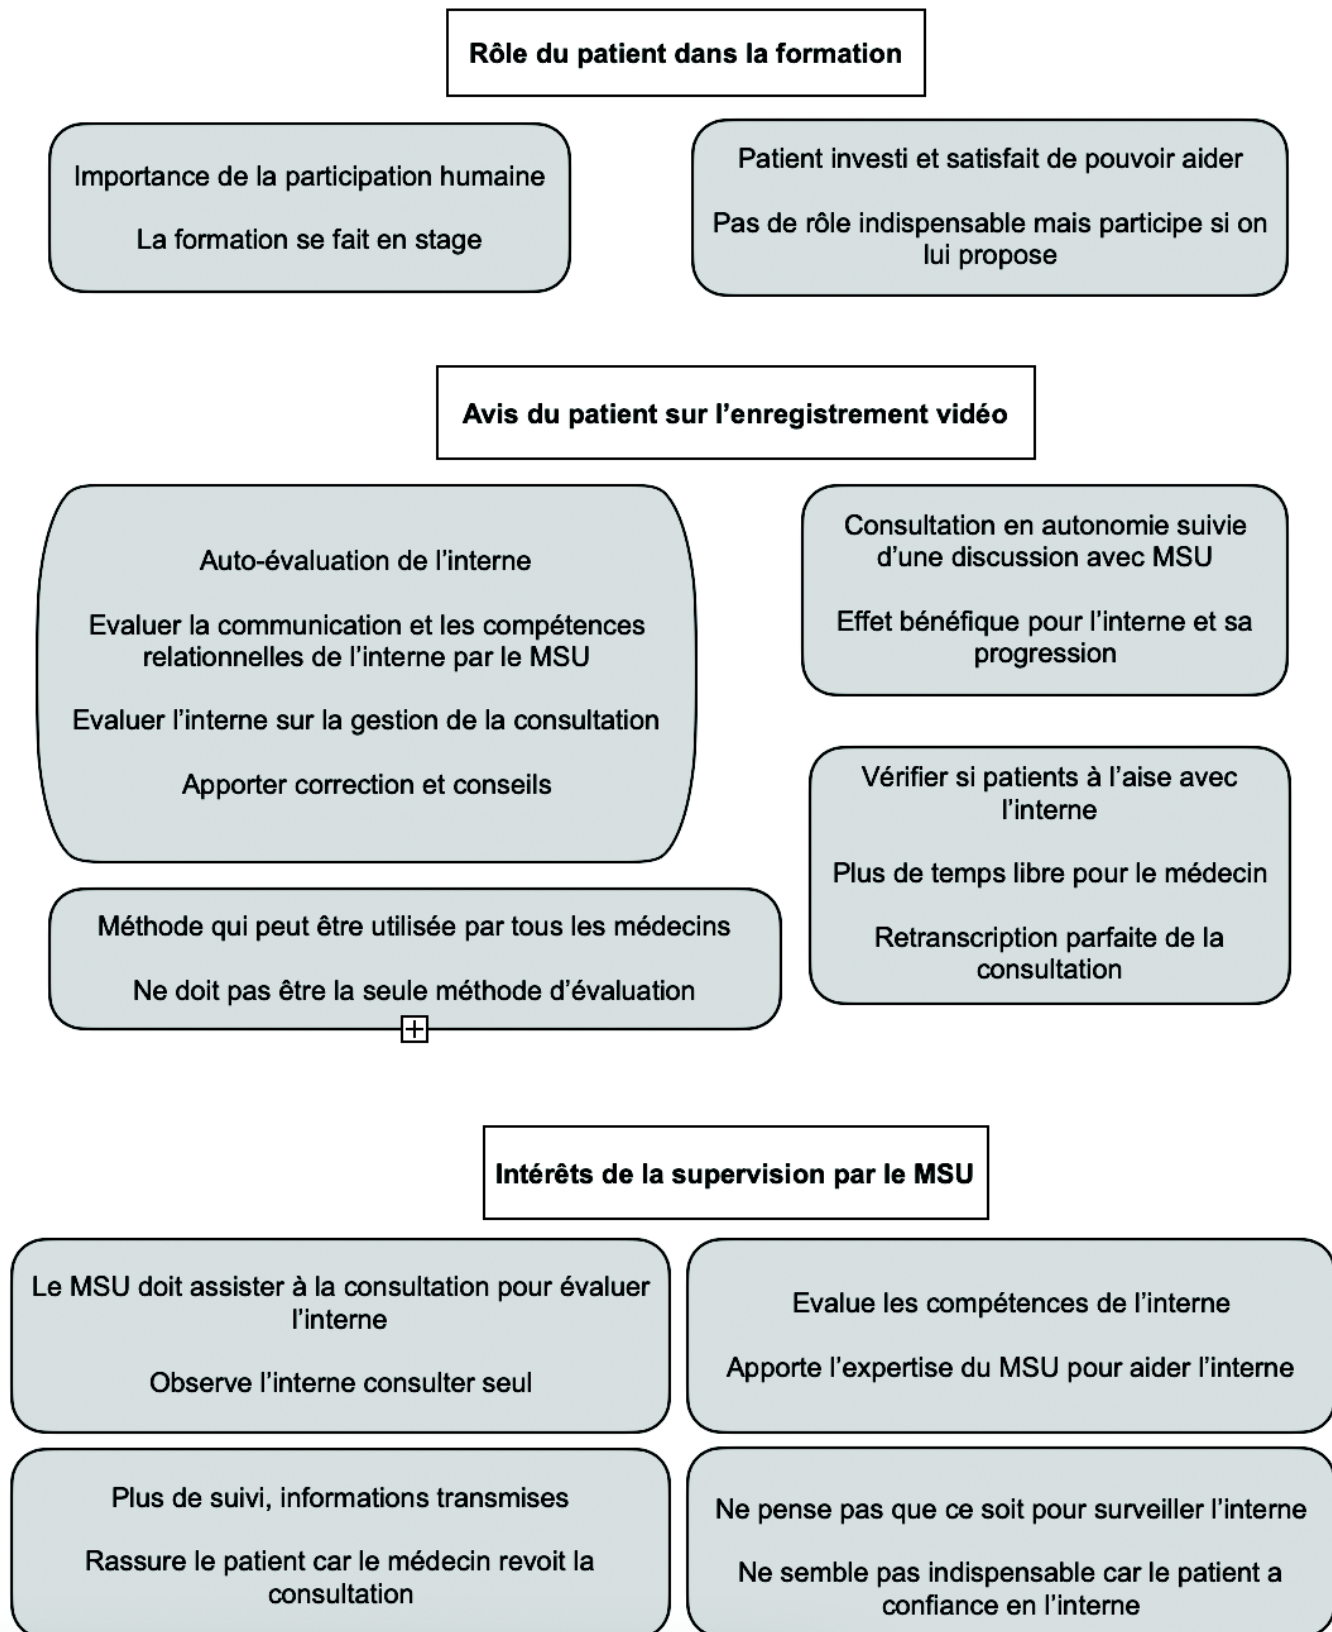 Rôle du patient dans la formation
Importance de la participation humaine
La formation se fait en stage
Patient investi et satisfait de pouvoir aider
Pas de rôle indispensable mais participe si on
lui propose
Avis du patient sur l’enregistrement vidéo
Auto-évaluation de l’interne
Evaluer la communication et les compétences
relationnelles de l’interne par le MSU
Evaluer l’interne sur la gestion de la consultation
Apporter correction et conseils
Consultation en autonomie suivie
d’une discussion avec MSU
Effet bénéfique pour l’interne et sa
progression
Vérifier si patients à l’aise avec
l’interne
Plus de temps libre pour le médecin
Retranscription parfaite de la
consultation
Méthode qui peut être utilisée par tous les médecins
Ne doit pas être la seule méthode d’évaluation
Intérêts de la supervision par le MSU
Le MSU doit assister à la consultation pour évaluer
l’interne
Observe l’interne consulter seul
Evalue les compétences de l’interne
Apporte l’expertise du MSU pour aider l’interne
Plus de suivi, informations transmises
Rassure le patient car le médecin revoit la
consultation
Ne pense pas que ce soit pour surveiller l’interne
Ne semble pas indispensable car le patient a
confiance en l’interne